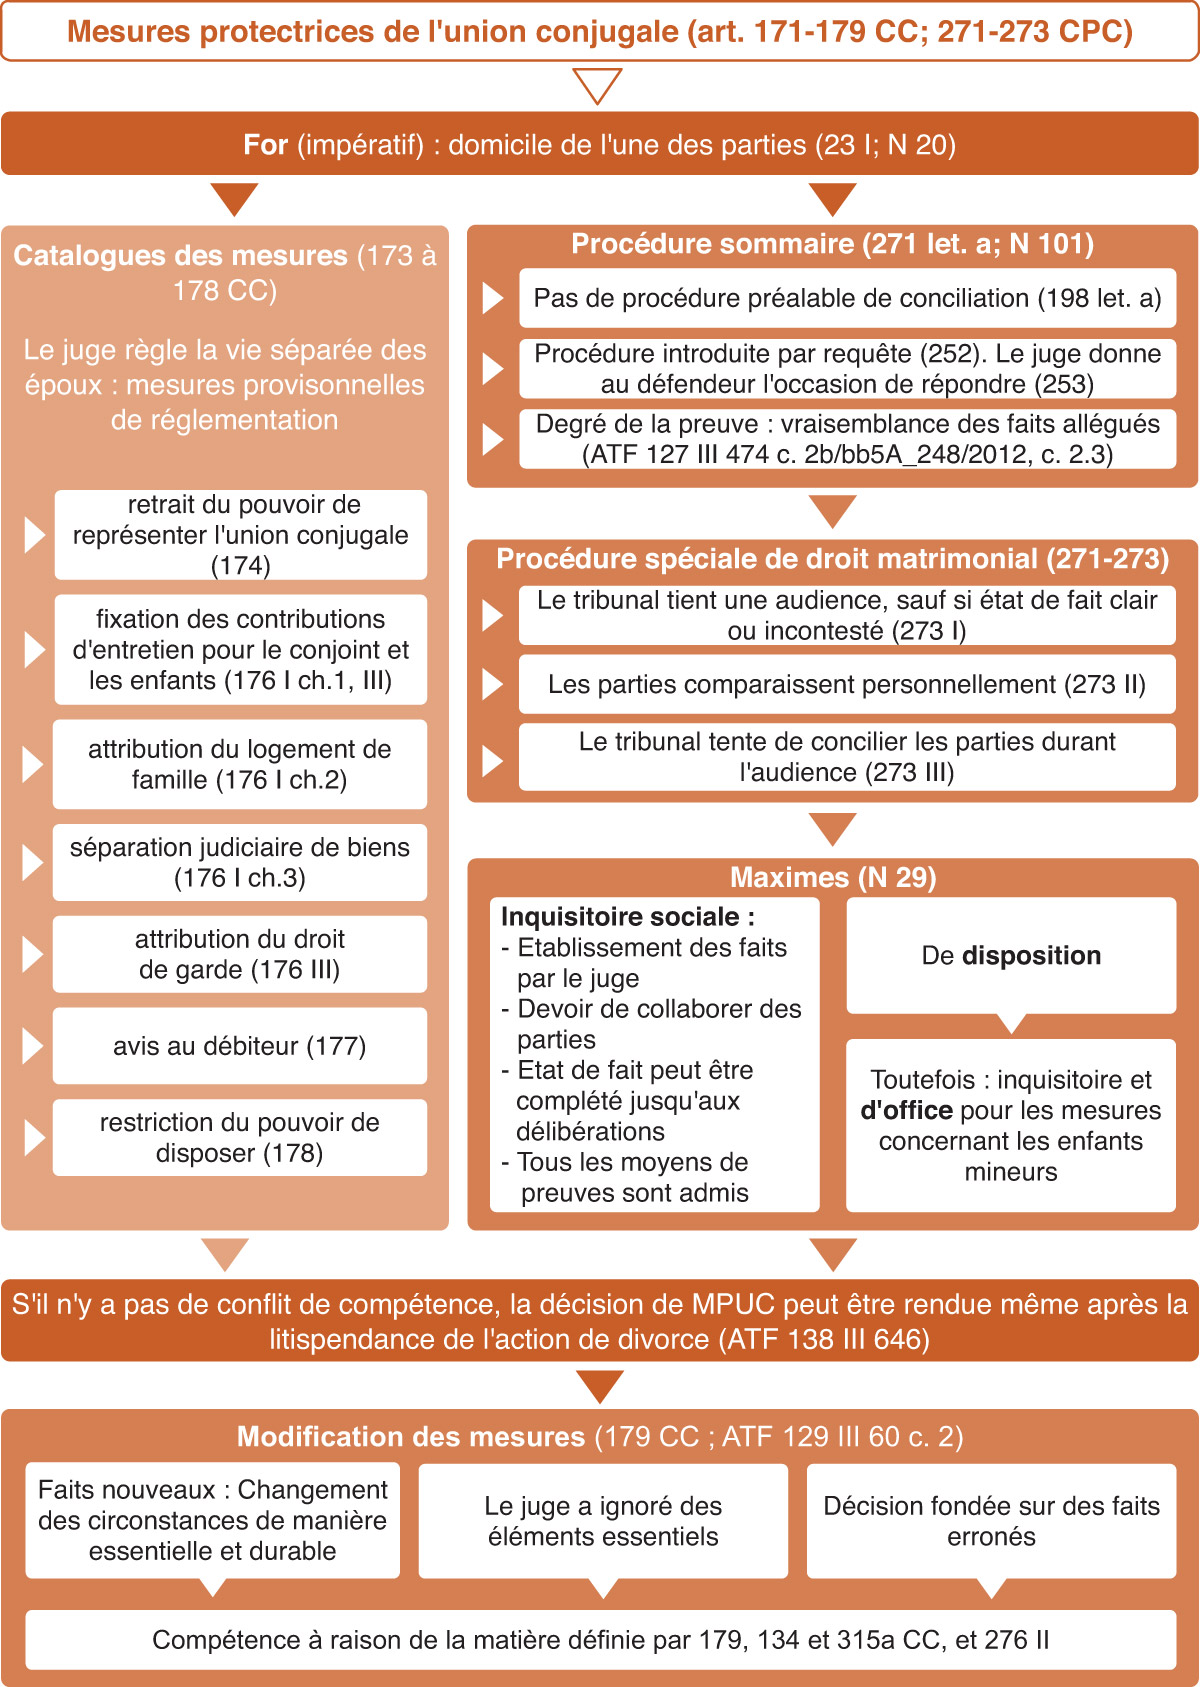 Mesures protectrices de l'union conjugale (art. 171-179 CC; 271-273 CPC)
For (impératif) : domicile de l'une des parties (23 I; N 20)
Catalogues des mesures (173 à
178 CC)
Le juge règle la vie séparée des
époux : mesures provisonnelles
de réglementation
retrait du pouvoir de
représenter l'union conjugale
(174)
fixation des contributions
d'entretien pour le conjoint et
les enfants (176 I ch.1, III)
attribution du logement de
famille (176 I ch.2)
séparation judiciaire de biens
(176 I ch.3)
attribution du droit
de garde (176 III)
avis au débiteur (177)
restriction du pouvoir de
disposer (178)
Procédure sommaire (271 let. a; N 101)
Pas de procédure préalable de conciliation (198 let. a)
Procédure introduite par requête (252). Le juge donne
au défendeur l'occasion de répondre (253)
Degré de la preuve : vraisemblance des faits allégués
(ATF 127 III 474 c. 2b/bb5A_248/2012, c. 2.3)
Procédure spéciale de droit matrimonial (271-273)
Le tribunal tient une audience, sauf si état de fait clair
ou incontesté (273 I)
Les parties comparaissent personnellement (273 II)
Le tribunal tente de concilier les parties durant
l'audience (273 III)
Maximes (N 29)
Inquisitoire sociale :
- Etablissement des faits
par le juge
- Devoir de collaborer des
parties
- Etat de fait peut être
complété jusqu'aux
délibérations
- Tous les moyens de
preuves sont admis
De disposition
Toutefois : inquisitoire et
d'office pour les mesures
concernant les enfants
mineurs
S'il n'y a pas de conflit de compétence, la décision de MPUC peut être rendue même après la
litispendance de l'action de divorce (ATF 138 III 646)
Modification des mesures (179 CC ; ATF 129 III 60 c. 2)
Faits nouveaux : Changement
des circonstances de manière
essentielle et durable
Le juge a ignoré des
éléments essentiels
Décision fondée sur des faits
erronés
Compétence à raison de la matière définie par 179, 134 et 315a CC, et 276 II